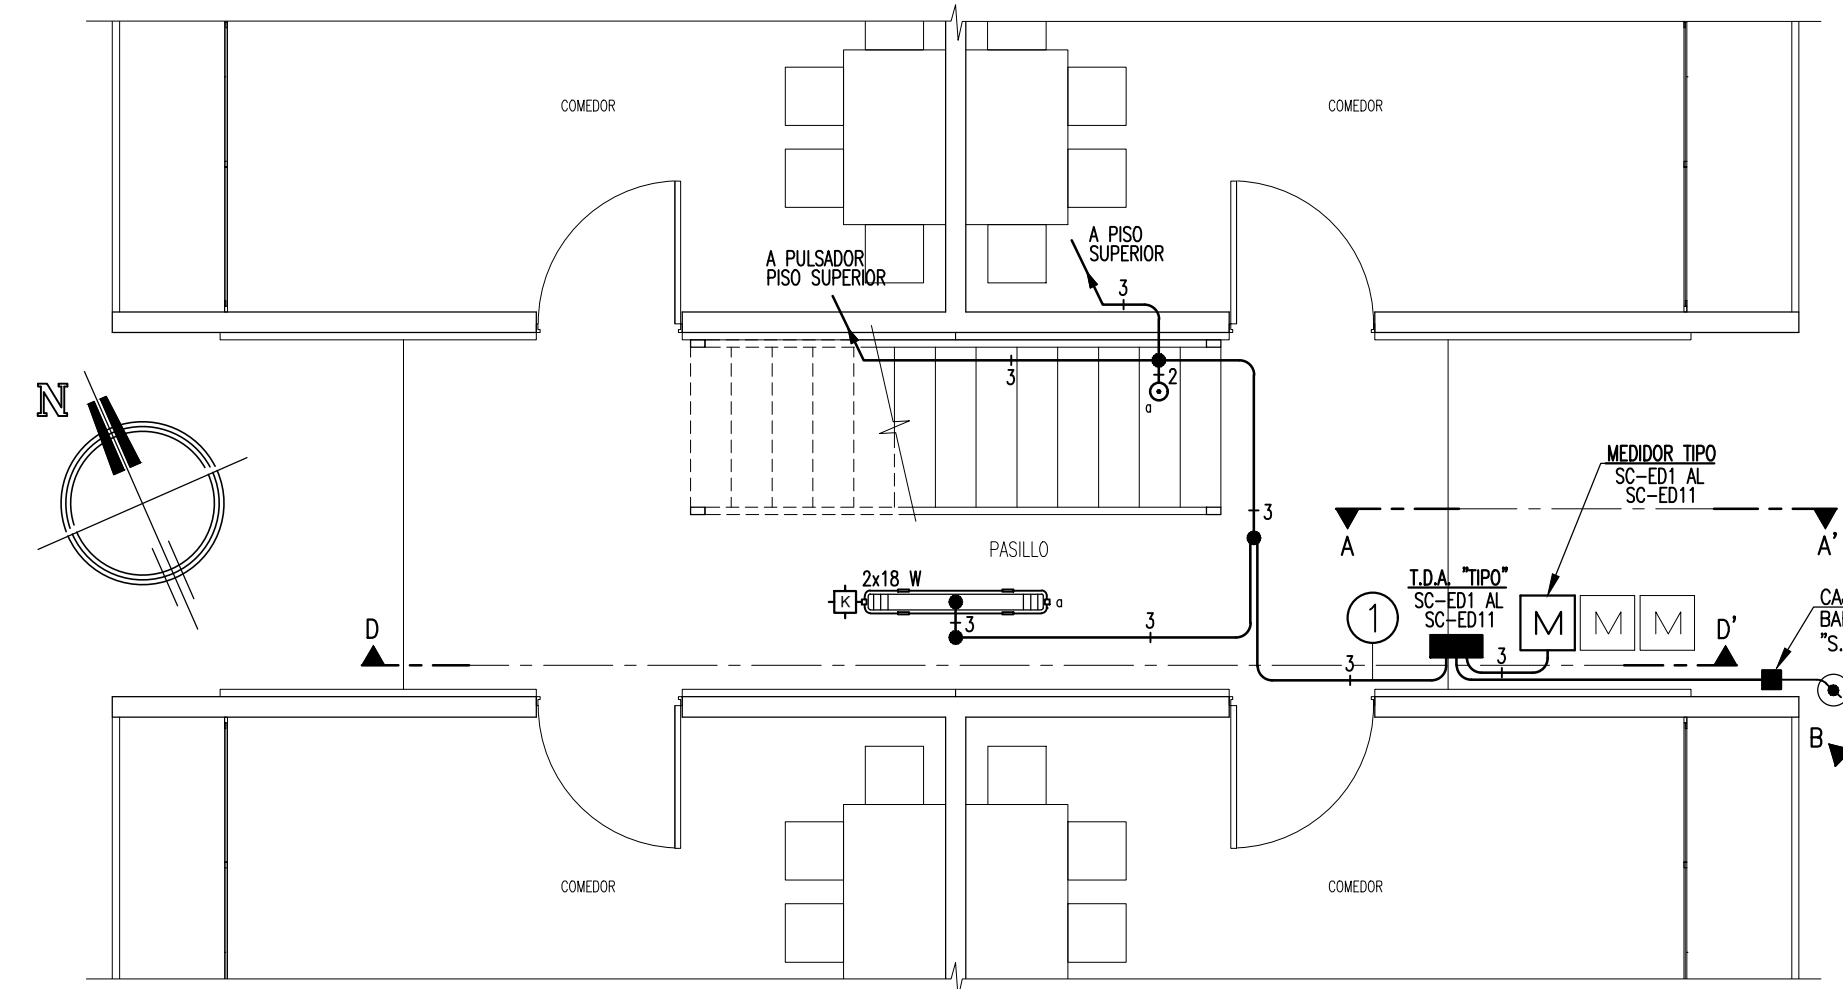 COMEDOR
COMEDOR
A PULSADOR
PISO SUPERIOR
A PISO
SUPERIOR
3
3
2
a
N
MEDIDOR TIPO
SC-ED1 AL
SC-ED11
3
A
A'
PASILLO
2x18 W
K
a
3
3
T.D.A. "TIPO"
SC-ED1 AL
SC-ED11
1
M
M
M
D
D'
3
3
BA
"S.
B
COMEDOR
COMEDOR